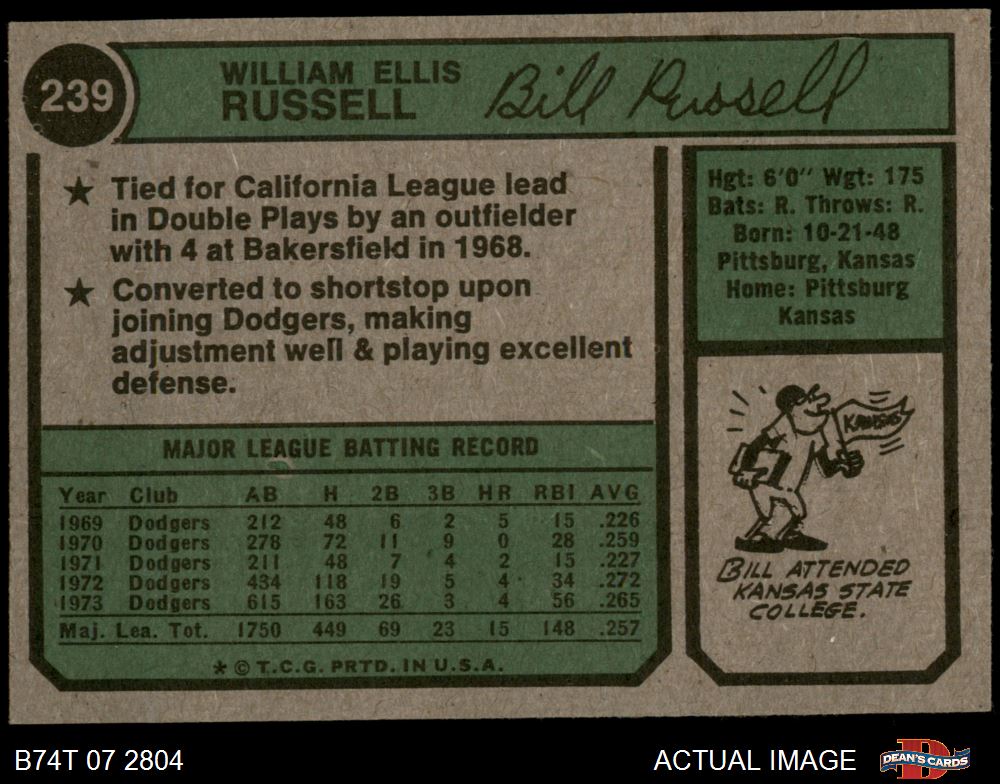 239
WILLIAM ELLIS
RUSSELL
Bill Russell
★ Tied for California League lead
in Double Plays by an outfielder
with 4 at Bakersfield in 1968.
★ Converted to shortstop upon
joining Dodgers, making
adjustment well & playing excellent
defense.
Hgt: 6'0" Wgt: 175
Bats: R. Throws: R.
Born: 10-21-48
Pittsburg, Kansas
Home: Pittsburg
Kansas
MAJOR LEAGUE BATTING RECORD
Year Club AB H 2B 3B HR RBI AVG
1969 Dodgers 212 48 6 2 5 15 .226
1970 Dodgers 278 72 11 9 0 28 .259
1971 Dodgers 211 48 7 4 2 15 .227
1972 Dodgers 434 118 19 5 4 34 .272
1973 Dodgers 615 163 26 3 4 56 .265
Maj. Lea. Tot. 1750 449 69 23 15 148 .257
* © T.C.G. PRTD. IN U.S.A.
KANSAS
BILL ATTENDED
KANSAS STATE
COLLEGE.
B74T 07 2804
ACTUAL IMAGE
DEAN'S CARDS